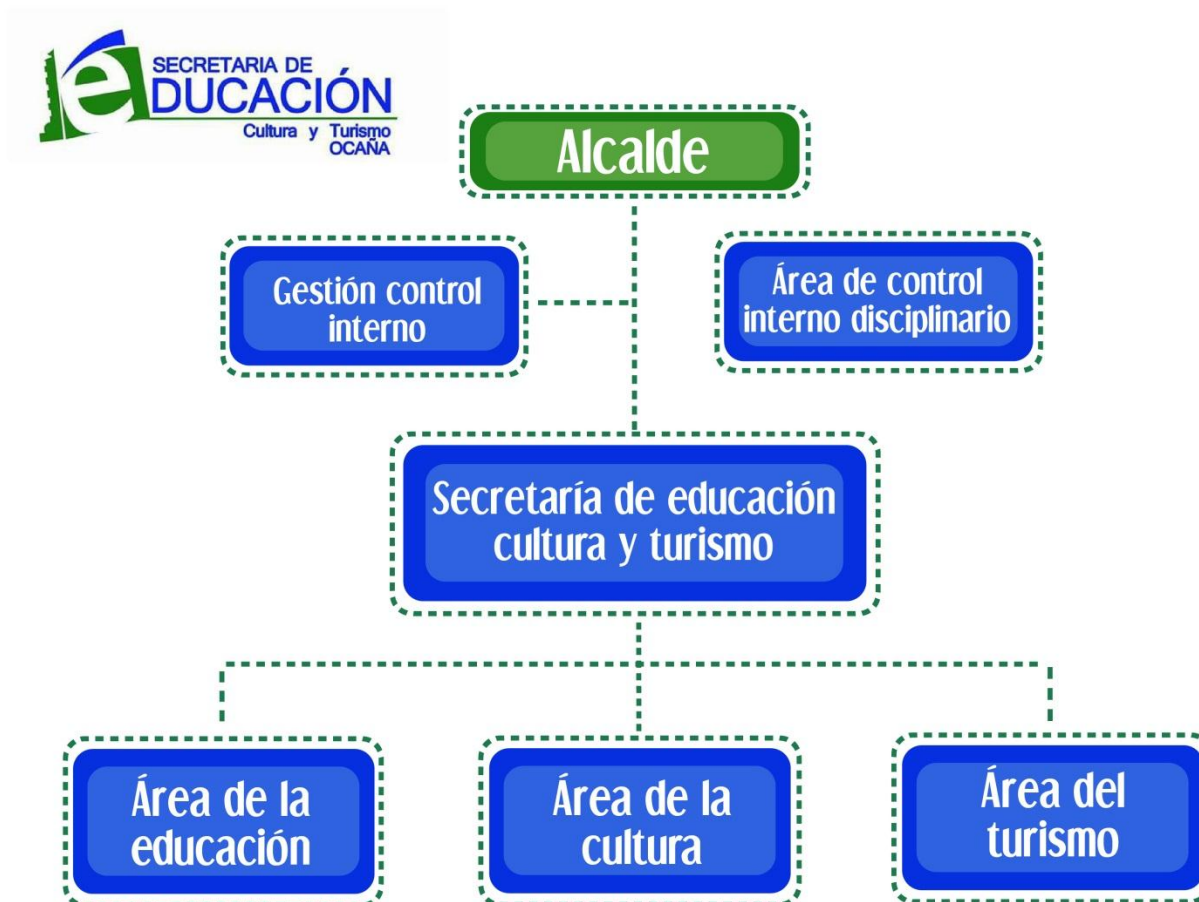 SECRETARIA DE
éDUCACIÓN
Cultura y Turismo
OCAÑA
Alcalde
Gestión control
interno
Área de control
interno disciplinario
Secretaría de educación
cultura y turismo
Área de la
educación
Área de la
cultura
Área del
turismo